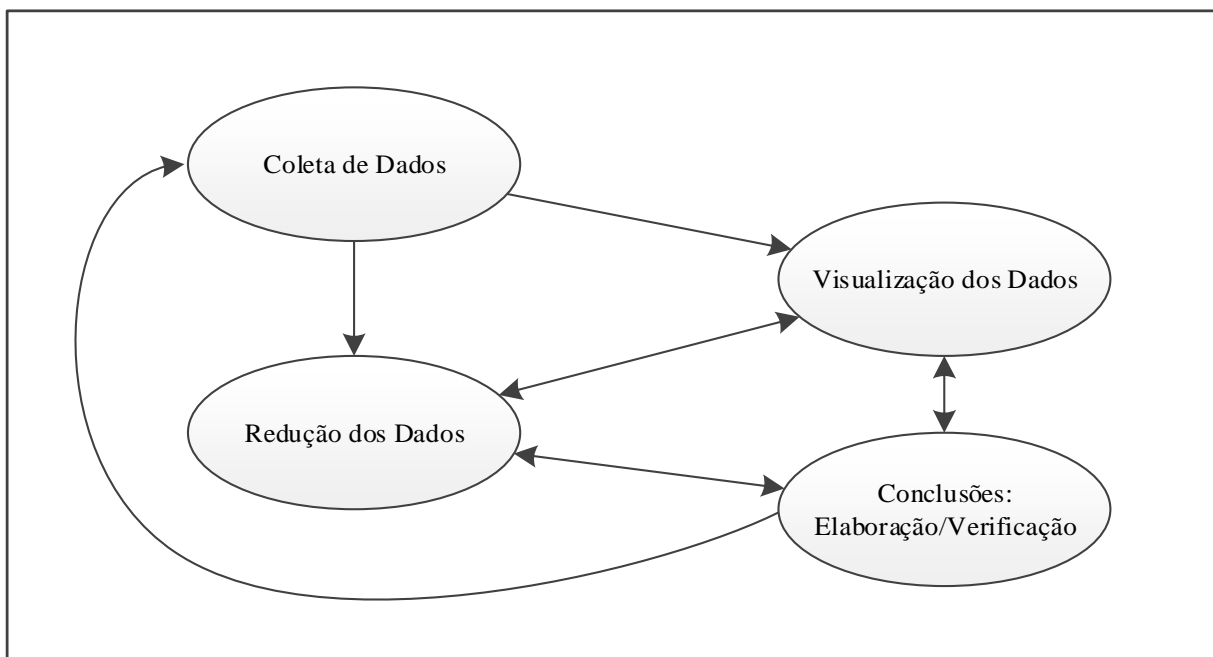 Coleta de Dados
Visualização dos Dados
Redução dos Dados
Conclusões:
Elaboração/Verificação